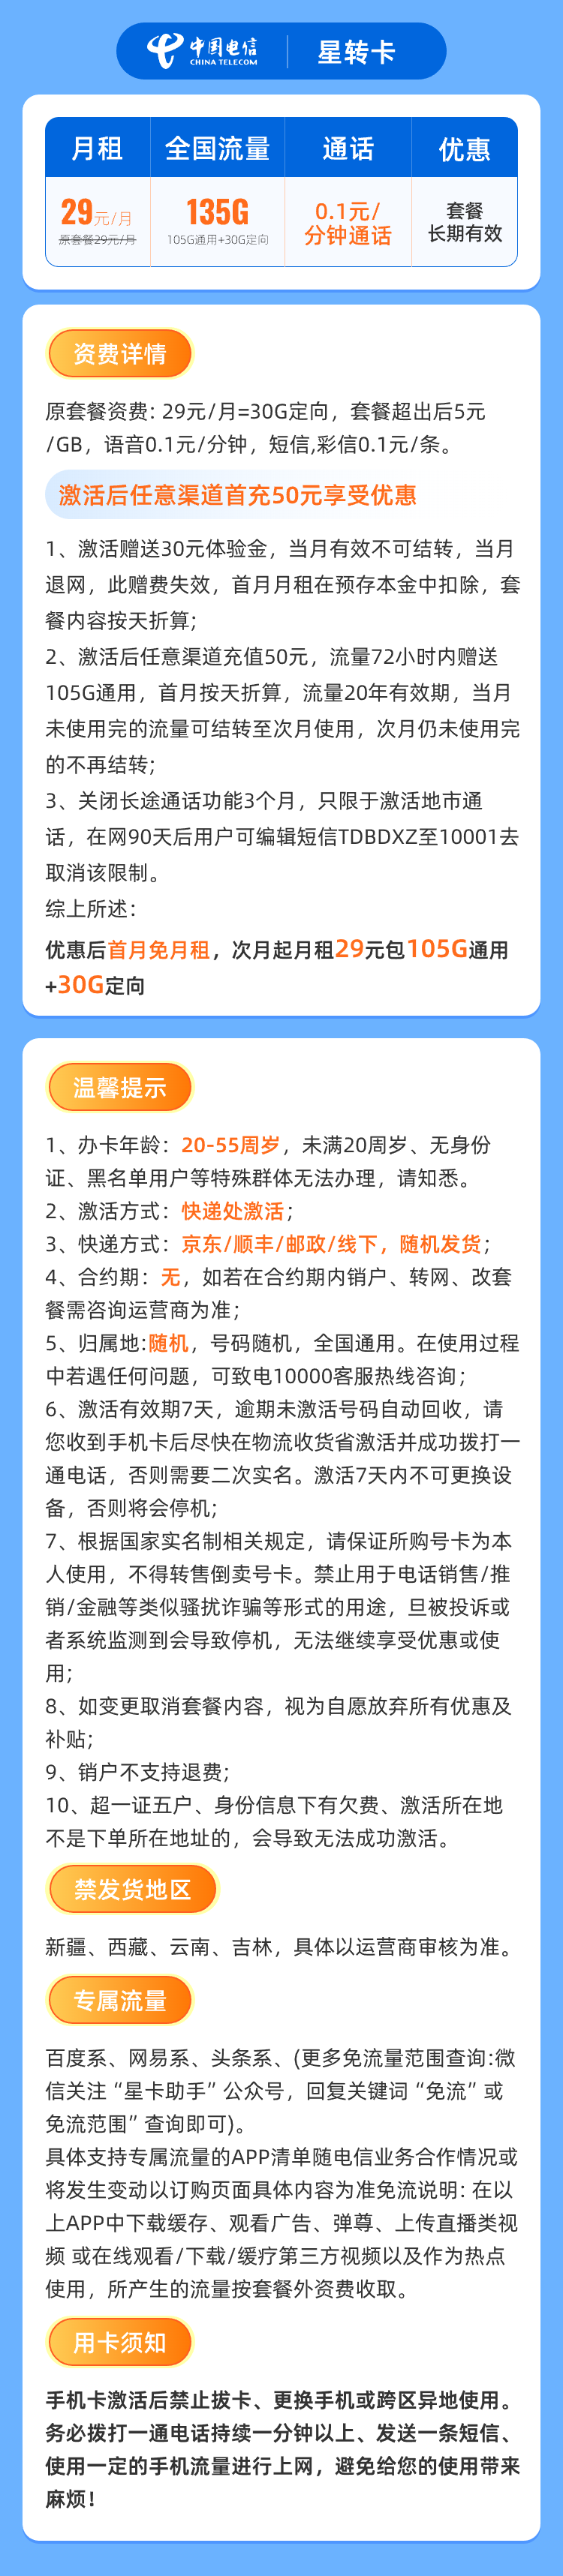 中国电信 星转卡
CHINA TELECOM
月租 全国流量 通话 优惠
29元/月 135G 0.1元/ 套餐
原套餐29元/月 105G通用+30G定向 分钟通话 长期有效
资费详情
原套餐资费: 29元/月=30G定向，套餐超出后5元
/GB，语音0.1元/分钟，短信,彩信0.1元/条。
激活后任意渠道首充50元享受优惠
1、激活赠送30元体验金，当月有效不可结转，当月
退网，此赠费失效，首月月租在预存本金中扣除，套
餐内容按天折算;
2、激活后任意渠道充值50元，流量72小时内赠送
105G通用，首月按天折算，流量20年有效期，当月
未使用完的流量可结转至次月使用，次月仍未使用完
的不再结转;
3、关闭长途通话功能3个月，只限于激活地市通
话，在网90天后用户可编辑短信TDBDXZ至10001去
取消该限制。
综上所述:
优惠后首月免月租，次月起月租29元包105G通用
+30G定向
温馨提示
1、办卡年龄：20-55周岁，未满20周岁、无身份
证、黑名单用户等特殊群体无法办理，请知悉。
2、激活方式：快递处激活；
3、快递方式：京东/顺丰/邮政/线下，随机发货；
4、合约期：无，如若在合约期内销户、转网、改套
餐需咨询运营商为准；
5、归属地:随机，号码随机，全国通用。在使用过程
中若遇任何问题，可致电10000客服热线咨询；
6、激活有效期7天，逾期未激活号码自动回收，请
您收到手机卡后尽快在物流收货省激活并成功拨打一
通电话，否则需要二次实名。激活7天内不可更换设
备，否则将会停机；
7、根据国家实名制相关规定，请保证所购号卡为本
人使用，不得转售倒卖号卡。禁止用于电话销售/推
销/金融等类似骚扰诈骗等形式的用途，旦被投诉或
者系统监测到会导致停机，无法继续享受优惠或使
用;
8、如变更取消套餐内容，视为自愿放弃所有优惠及
补贴;
9、销户不支持退费;
10、超一证五户、身份信息下有欠费、激活所在地
不是下单所在地址的，会导致无法成功激活。
禁发货地区
新疆、西藏、云南、吉林，具体以运营商审核为准。
专属流量
百度系、网易系、头条系、(更多免流量范围查询:微
信关注“星卡助手”公众号，回复关键词“免流”或
免流范围”查询即可)。
具体支持专属流量的APP清单随电信业务合作情况或
将发生变动以订购页面具体内容为准免流说明: 在以
上APP中下载缓存、观看广告、弹尊、上传直播类视
频 或在线观看/下载/缓疗第三方视频以及作为热点
使用，所产生的流量按套餐外资费收取。
用卡须知
手机卡激活后禁止拔卡、更换手机或跨区异地使用。
务必拨打一通电话持续一分钟以上、发送一条短信、
使用一定的手机流量进行上网，避免给您的使用带来
麻烦！